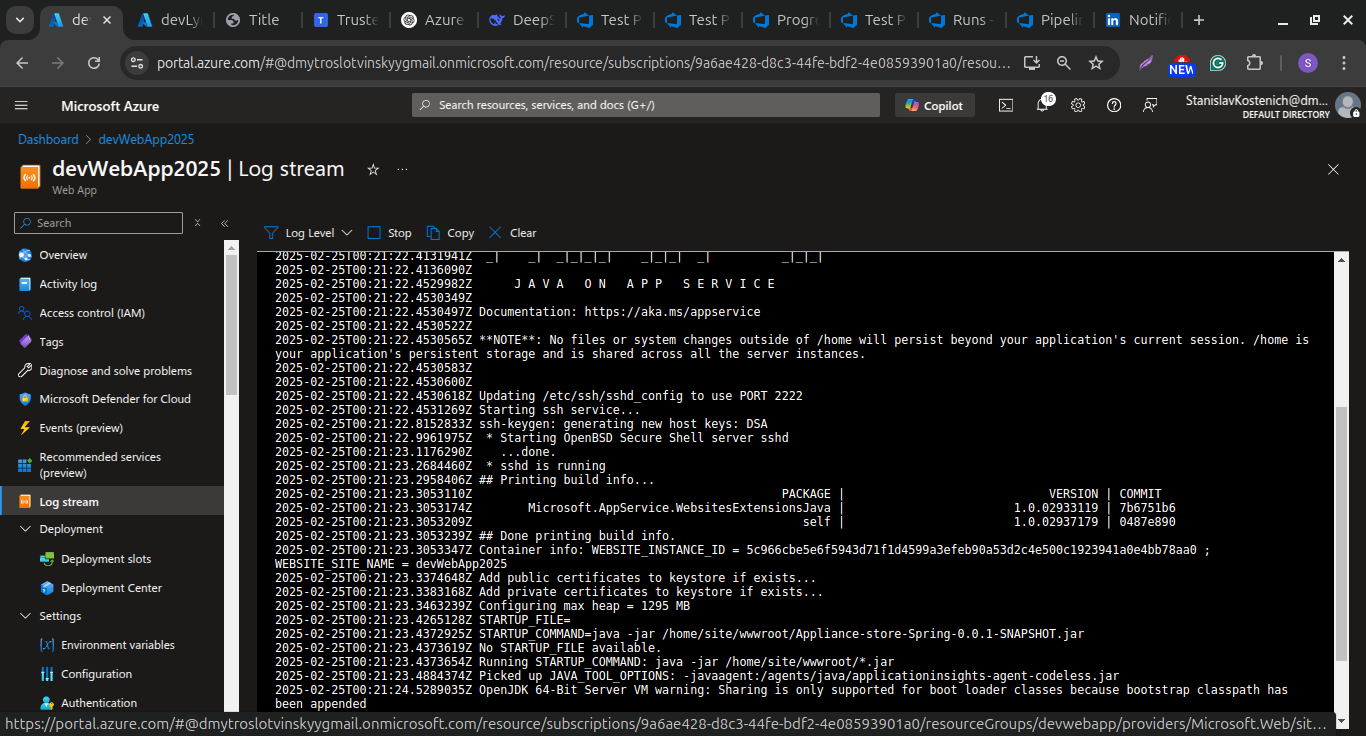 dev
devLy
Title
Truste
Azure
DeepS
Test P
Test P
Progr
Test P
Runs -
Pipelin
Notifi
portal.azure.com/#@dmytroslotvinskyygmail.onmicrosoft.com/resource/subscriptions/9a6ae428-d8c3-44fe-bdf2-4e08593901a0/resou...
NEW
S
Microsoft Azure
Search resources, services, and docs (G+/)
Copilot
16
StanislavKostenich@dm...
DEFAULT DIRECTORY
Dashboard > devWebApp2025
devWebApp2025 | Log stream
Web App
Search
Log Level
Stop
Copy
Clear
Overview
Activity log
Access control (IAM)
Tags
Diagnose and solve problems
Microsoft Defender for Cloud
Events (preview)
Recommended services
(preview)
Log stream
Deployment
Deployment slots
Deployment Center
Settings
Environment variables
Configuration
Authentication
2025-02-25T00:21:22.4131941Z _| _| _|_|_|_| _|_|_| _| _|_|_|
2025-02-25T00:21:22.4136090Z
2025-02-25T00:21:22.4529982Z J A V A O N A P P S E R V I C E
2025-02-25T00:21:22.4530349Z
2025-02-25T00:21:22.4530497Z Documentation: https://aka.ms/appservice
2025-02-25T00:21:22.4530522Z
2025-02-25T00:21:22.4530565Z **NOTE**: No files or system changes outside of /home will persist beyond your application's current session. /home is
your application's persistent storage and is shared across all the server instances.
2025-02-25T00:21:22.4530583Z
2025-02-25T00:21:22.4530600Z
2025-02-25T00:21:22.4530618Z Updating /etc/ssh/sshd_config to use PORT 2222
2025-02-25T00:21:22.4531269Z Starting ssh service...
2025-02-25T00:21:22.8152833Z ssh-keygen: generating new host keys: DSA
2025-02-25T00:21:22.9961975Z * Starting OpenBSD Secure Shell server sshd
2025-02-25T00:21:23.1176290Z ...done.
2025-02-25T00:21:23.2684460Z * sshd is running
2025-02-25T00:21:23.2958406Z ## Printing build info...
2025-02-25T00:21:23.3053110Z PACKAGE | VERSION | COMMIT
2025-02-25T00:21:23.3053174Z Microsoft.AppService.WebsitesExtensionsJava | 1.0.02933119 | 7b6751b6
2025-02-25T00:21:23.3053209Z self | 1.0.02937179 | 0487e890
2025-02-25T00:21:23.3053239Z ## Done printing build info.
2025-02-25T00:21:23.3053347Z Container info: WEBSITE_INSTANCE_ID = 5c966cbe5e6f5943d71f1d4599a3efeb90a53d2c4e500c1923941a0e4bb78aa0 ;
WEBSITE_SITE_NAME = devWebApp2025
2025-02-25T00:21:23.3374648Z Add public certificates to keystore if exists...
2025-02-25T00:21:23.3383168Z Add private certificates to keystore if exists...
2025-02-25T00:21:23.3463239Z Configuring max heap = 1295 MB
2025-02-25T00:21:23.4265128Z STARTUP_FILE=
2025-02-25T00:21:23.4372925Z STARTUP_COMMAND=java -jar /home/site/wwwroot/Appliance-store-Spring-0.0.1-SNAPSHOT.jar
2025-02-25T00:21:23.4373619Z No STARTUP_FILE available.
2025-02-25T00:21:23.4373654Z Running STARTUP_COMMAND: java -jar /home/site/wwwroot/*.jar
2025-02-25T00:21:23.4884374Z Picked up JAVA_TOOL_OPTIONS: -javaagent:/agents/java/applicationinsights-agent-codeless.jar
2025-02-25T00:21:24.5289035Z OpenJDK 64-Bit Server VM warning: Sharing is only supported for boot loader classes because bootstrap classpath has
been appended
https://portal.azure.com/#@dmytroslotvinskyygmail.onmicrosoft.com/resource/subscriptions/9a6ae428-d8c3-44fe-bdf2-4e08593901a0/resourceGroups/devwebapp/providers/Microsoft.Web/sit...